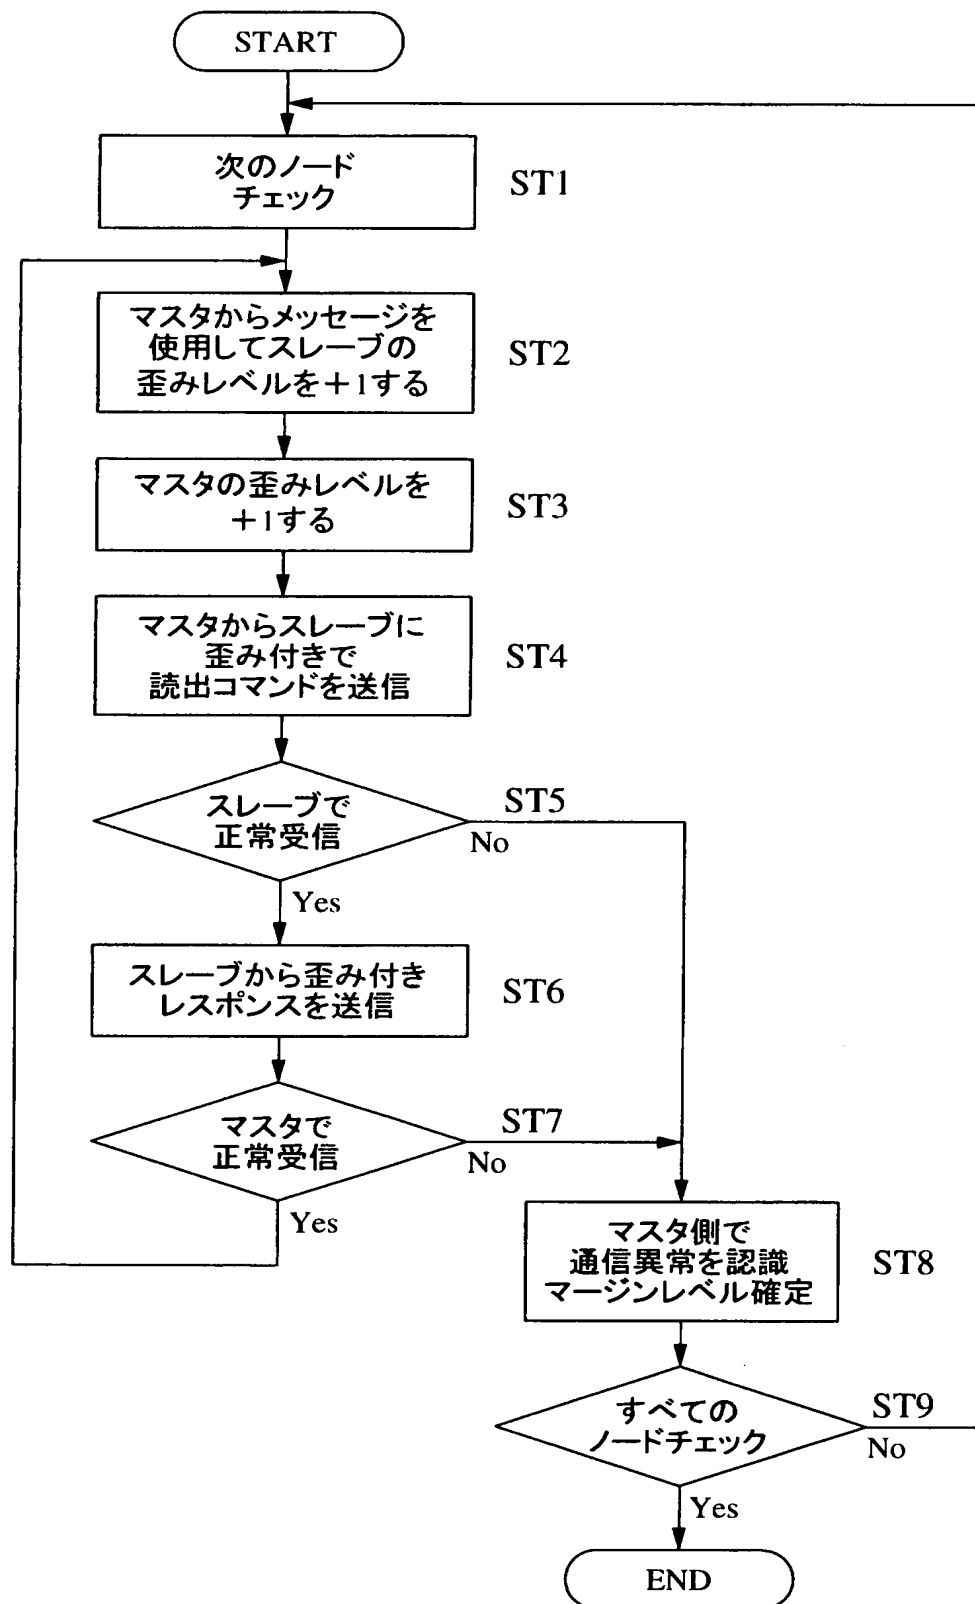 START
次のノード
チェック
ST1
マスタからメッセージを
使用してスレーブの
歪みレベルを+1する
ST2
マスタの歪みレベルを
+1する
ST3
マスタからスレーブに
歪み付きで
読出コマンドを送信
ST4
スレーブで
正常受信
ST5
No
Yes
スレーブから歪み付き
レスポンスを送信
ST6
マスタで
正常受信
ST7
No
Yes
マスタ側で
通信異常を認識
マージンレベル確定
ST8
すべての
ノードチェック
ST9
No
Yes
END